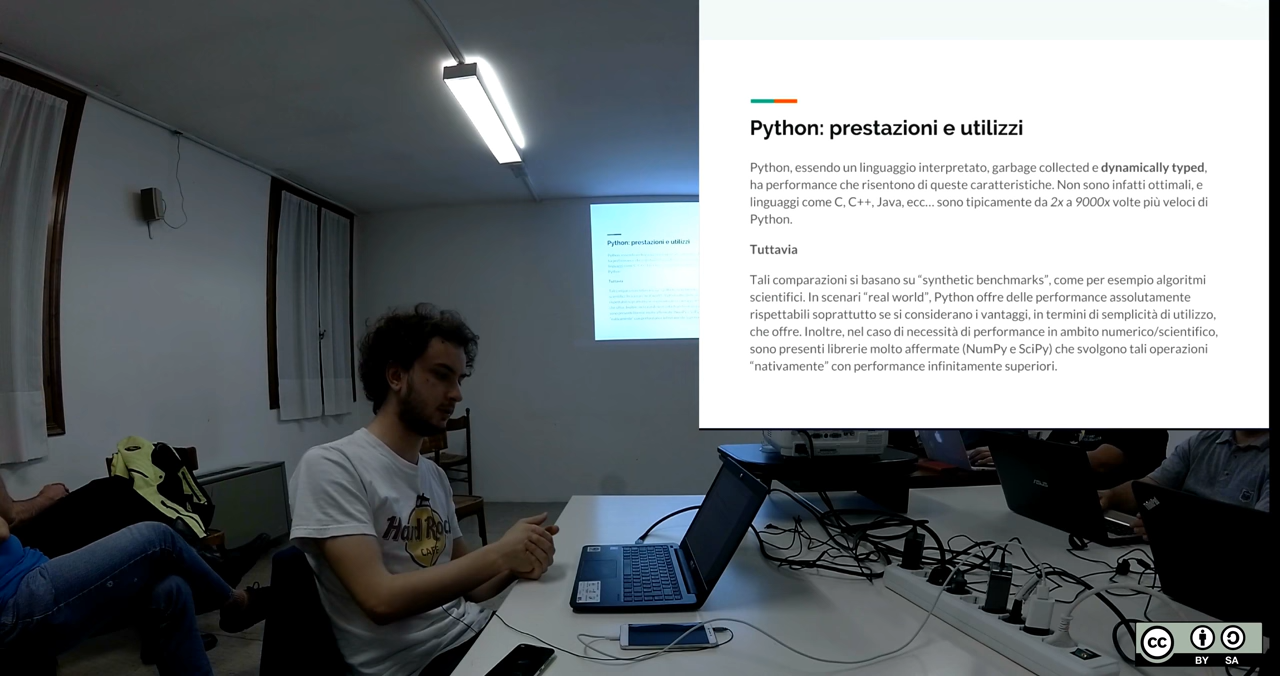 Python: prestazioni e utilizzi
Python, essendo un linguaggio interpretato, garbage collected e dynamically typed,
ha performance che risentono di queste caratteristiche. Non sono infatti ottimali, e
linguaggi come C, C++, Java, ecc… sono tipicamente da 2x a 9000x volte più veloci di
Python.
Tuttavia
Tali comparazioni si basano su “synthetic benchmarks”, come per esempio algoritmi
scientifici. In scenari “real world”, Python offre delle performance assolutamente
rispettabili soprattutto se si considerano i vantaggi, in termini di semplicità di utilizzo,
che offre. Inoltre, nel caso di necessità di performance in ambito numerico/scientifico,
sono presenti librerie molto affermate (NumPy e SciPy) che svolgono tali operazioni
“nativamente” con performance infinitamente superiori.
Python: prestazioni e utilizzi
Tuttavia
Hard Rock
CAFE
ASUS
CC
BY SA